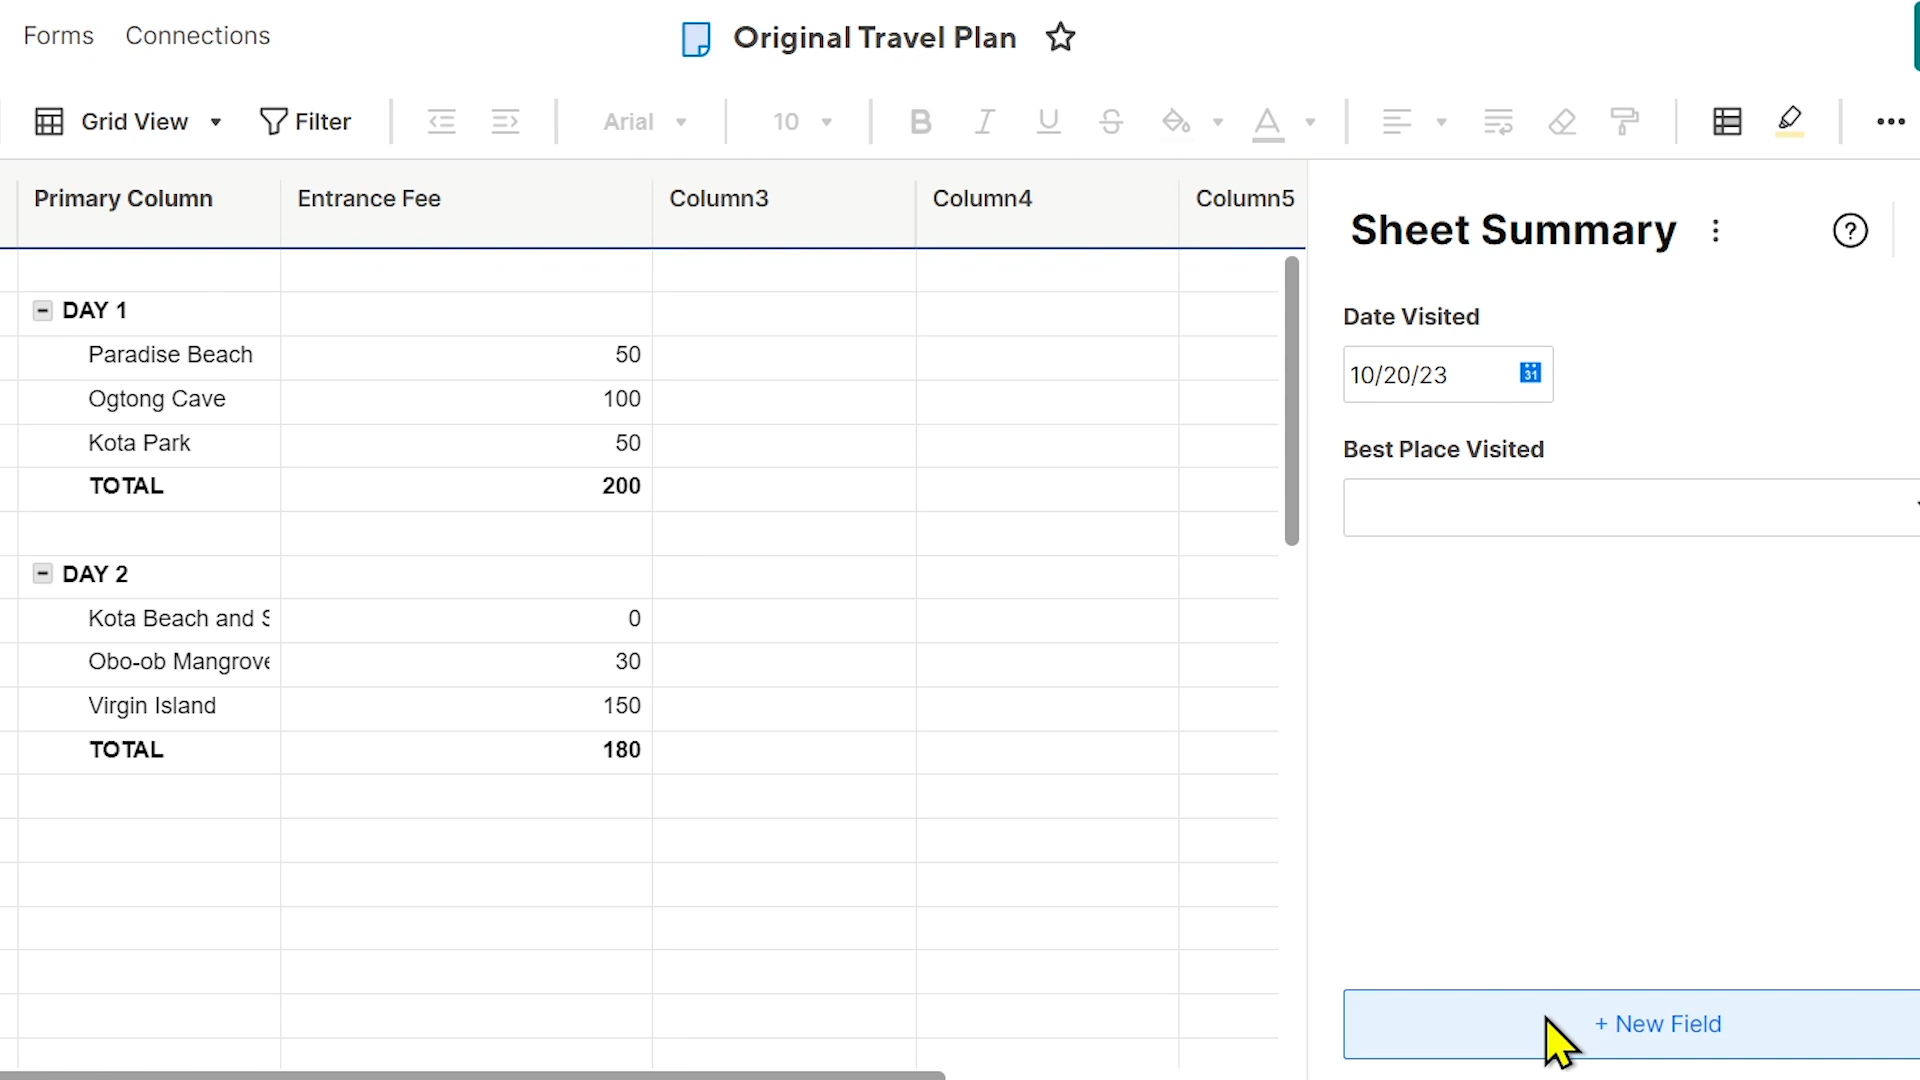 Forms Connections Original Travel Plan
Grid View Filter Arial 10 B I U S A
Primary Column Entrance Fee Column3 Column4 Column5
Sheet Summary ?
DAY 1
Date Visited
Paradise Beach 50
10/20/23 31
Ogtong Cave 100
Kota Park 50
Best Place Visited
TOTAL 200
DAY 2
Kota Beach and S
0
Obo-ob Mangrove 30
Virgin Island 150
TOTAL 180
+ New Field